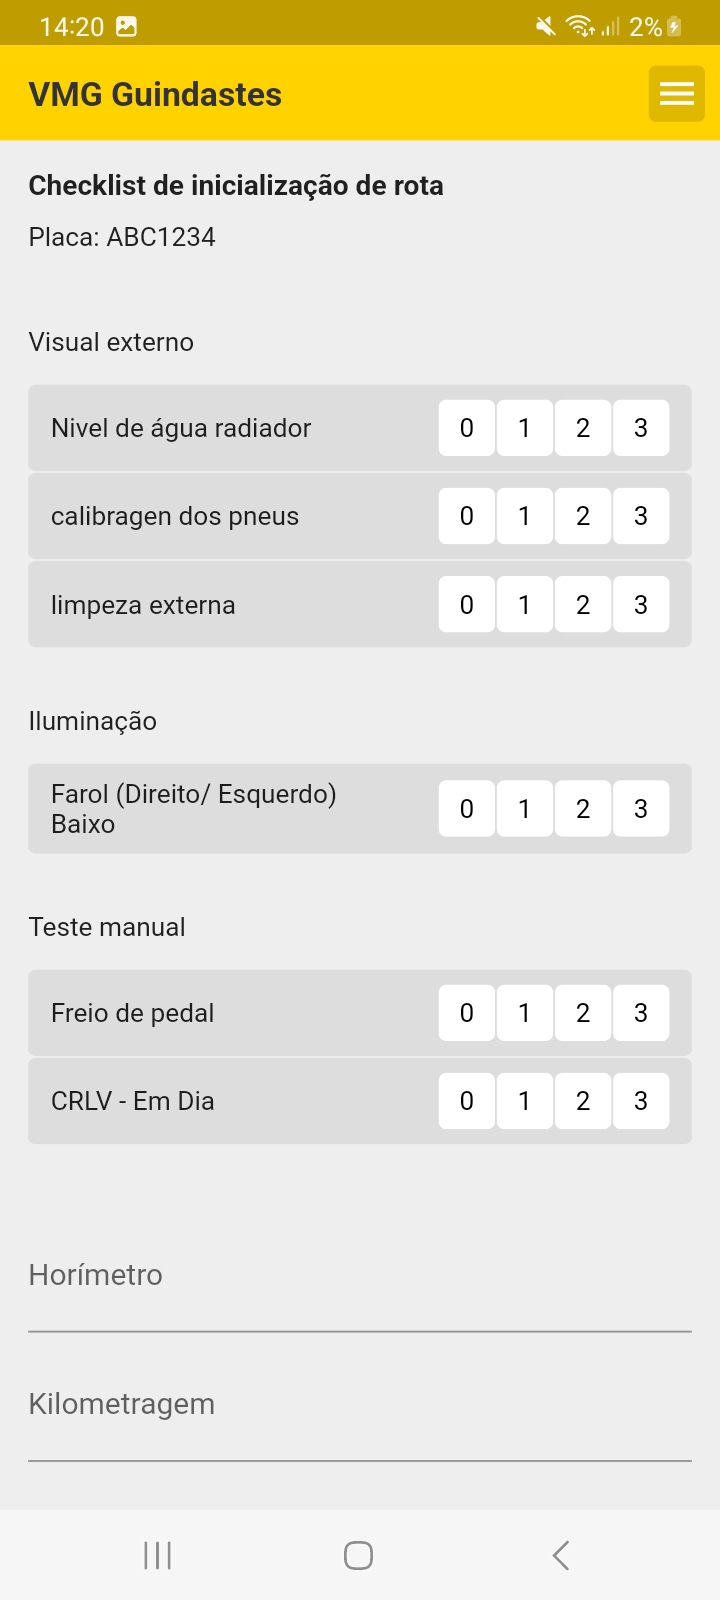 14:20 2%
VMG Guindastes
Checklist de inicialização de rota
Placa: ABC1234
Visual externo
Nivel de água radiador 0 1 2 3
calibragen dos pneus 0 1 2 3
limpeza externa 0 1 2 3
Iluminação
Farol (Direito/ Esquerdo)
Baixo 0 1 2 3
Teste manual
Freio de pedal 0 1 2 3
CRLV - Em Dia 0 1 2 3
Horímetro
Kilometragem